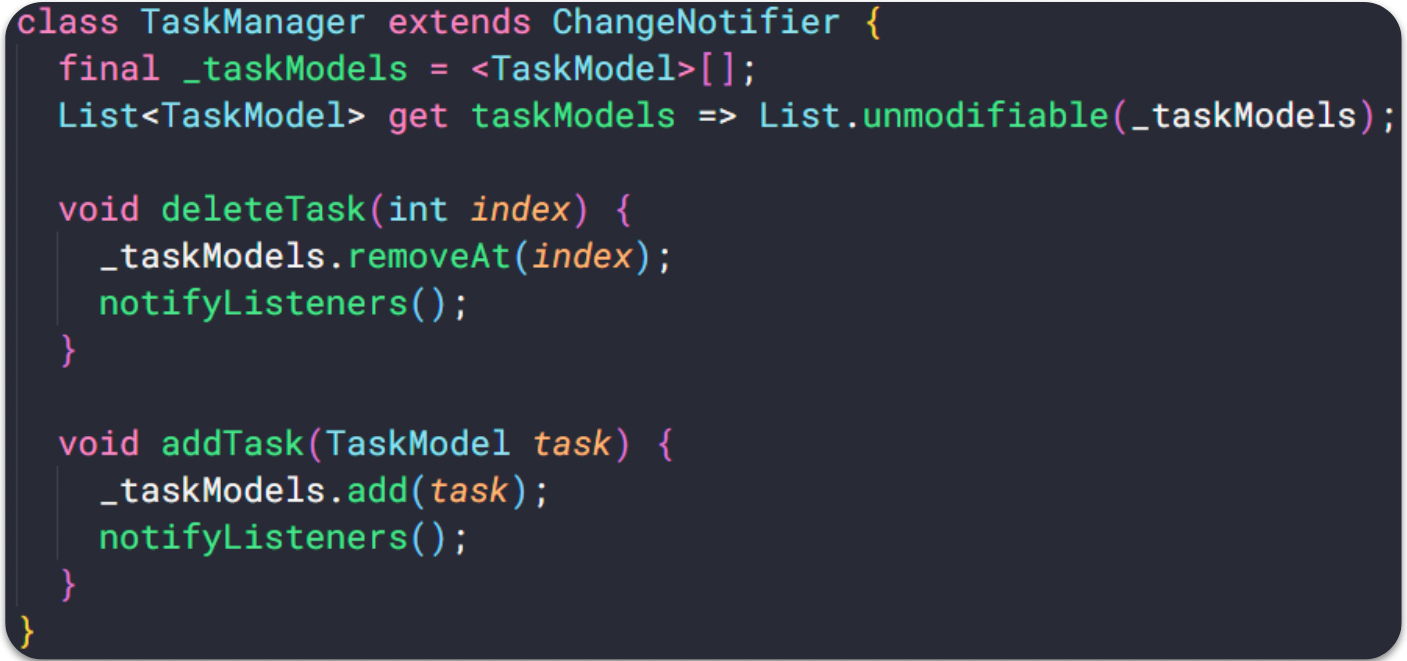 class TaskManager extends ChangeNotifier {
  final _taskModels = <TaskModel>[];
  List<TaskModel> get taskModels => List.unmodifiable(_taskModels);

  void deleteTask(int index) {
    _taskModels.removeAt(index);
    notifyListeners();
  }

  void addTask(TaskModel task) {
    _taskModels.add(task);
    notifyListeners();
  }
}